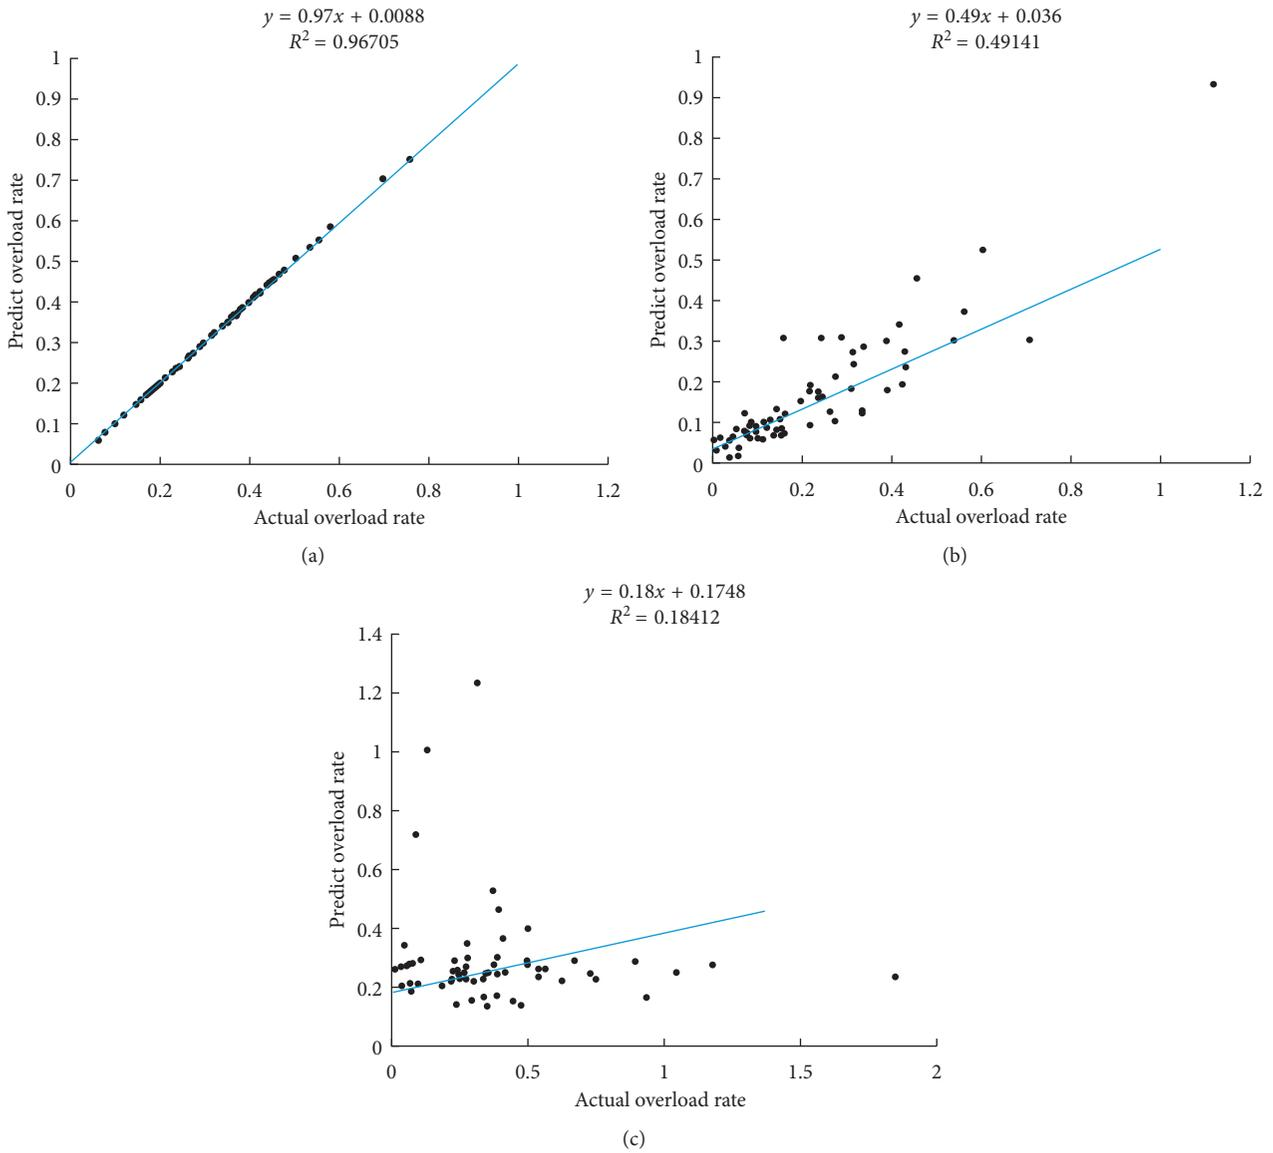 y = 0.97x + 0.0088
R² = 0.96705
1
0.9
0.8
0.7
0.6
0.5
0.4
0.3
0.2
0.1
0
Predict overload rate
0 0.2 0.4 0.6 0.8 1 1.2
Actual overload rate
(a)
y = 0.49x + 0.036
R² = 0.49141
1
0.9
0.8
0.7
0.6
0.5
0.4
0.3
0.2
0.1
0
Predict overload rate
0 0.2 0.4 0.6 0.8 1 1.2
Actual overload rate
(b)
y = 0.18x + 0.1748
R² = 0.18412
1.4
1.2
1
0.8
0.6
0.4
0.2
0
Predict overload rate
0 0.5 1 1.5 2
Actual overload rate
(c)